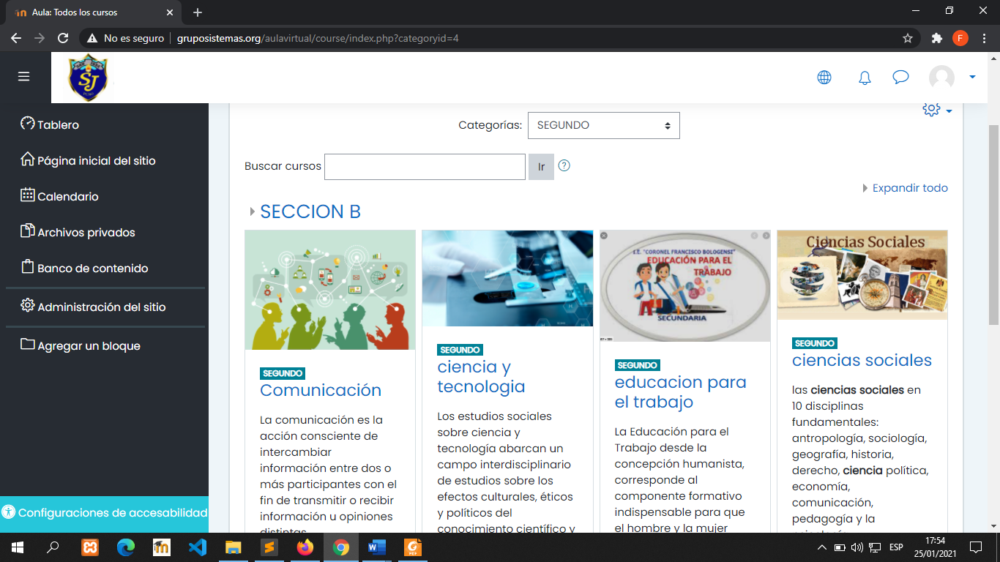 Aula: Todos los cursos
No es seguro
gruposistemas.org/aulavirtual/course/index.php?categoryid=4
F
SJ
Tablero
Página inicial del sitio
Calendario
Archivos privados
Banco de contenido
Administración del sitio
Agregar un bloque
Configuraciones de accesabilidad
Categorías:
SEGUNDO
Buscar cursos
Ir
Expandir todo
SECCION B
SEGUNDO
Comunicación
La comunicación es la
acción consciente de
intercambiar
información entre dos o
más participantes con el
fin de transmitir o recibir
información u opiniones
distintas
SEGUNDO
ciencia y
tecnologia
Los estudios sociales
sobre ciencia y
tecnología abarcan un
campo interdisciplinario
de estudios sobre los
efectos culturales, éticos
y políticos del
conocimiento científico y
I.E. "CORONEL FRANCISCO BOLOGENSI"
EDUCACIÓN PARA EL
TRABAJO
SECUNDARIA
SEGUNDO
educacion para
el trabajo
La Educación para el
Trabajo desde la
concepción humanista,
corresponde al
componente formativo
indispensable para que
el hombre y la mujer
Ciencias Sociales
SEGUNDO
ciencias sociales
las ciencias sociales en
10 disciplinas
fundamentales:
antropología, sociología,
geografía, historia,
derecho, ciencia política,
economía,
comunicación,
pedagogía y la
ESP
17:54
25/01/2021